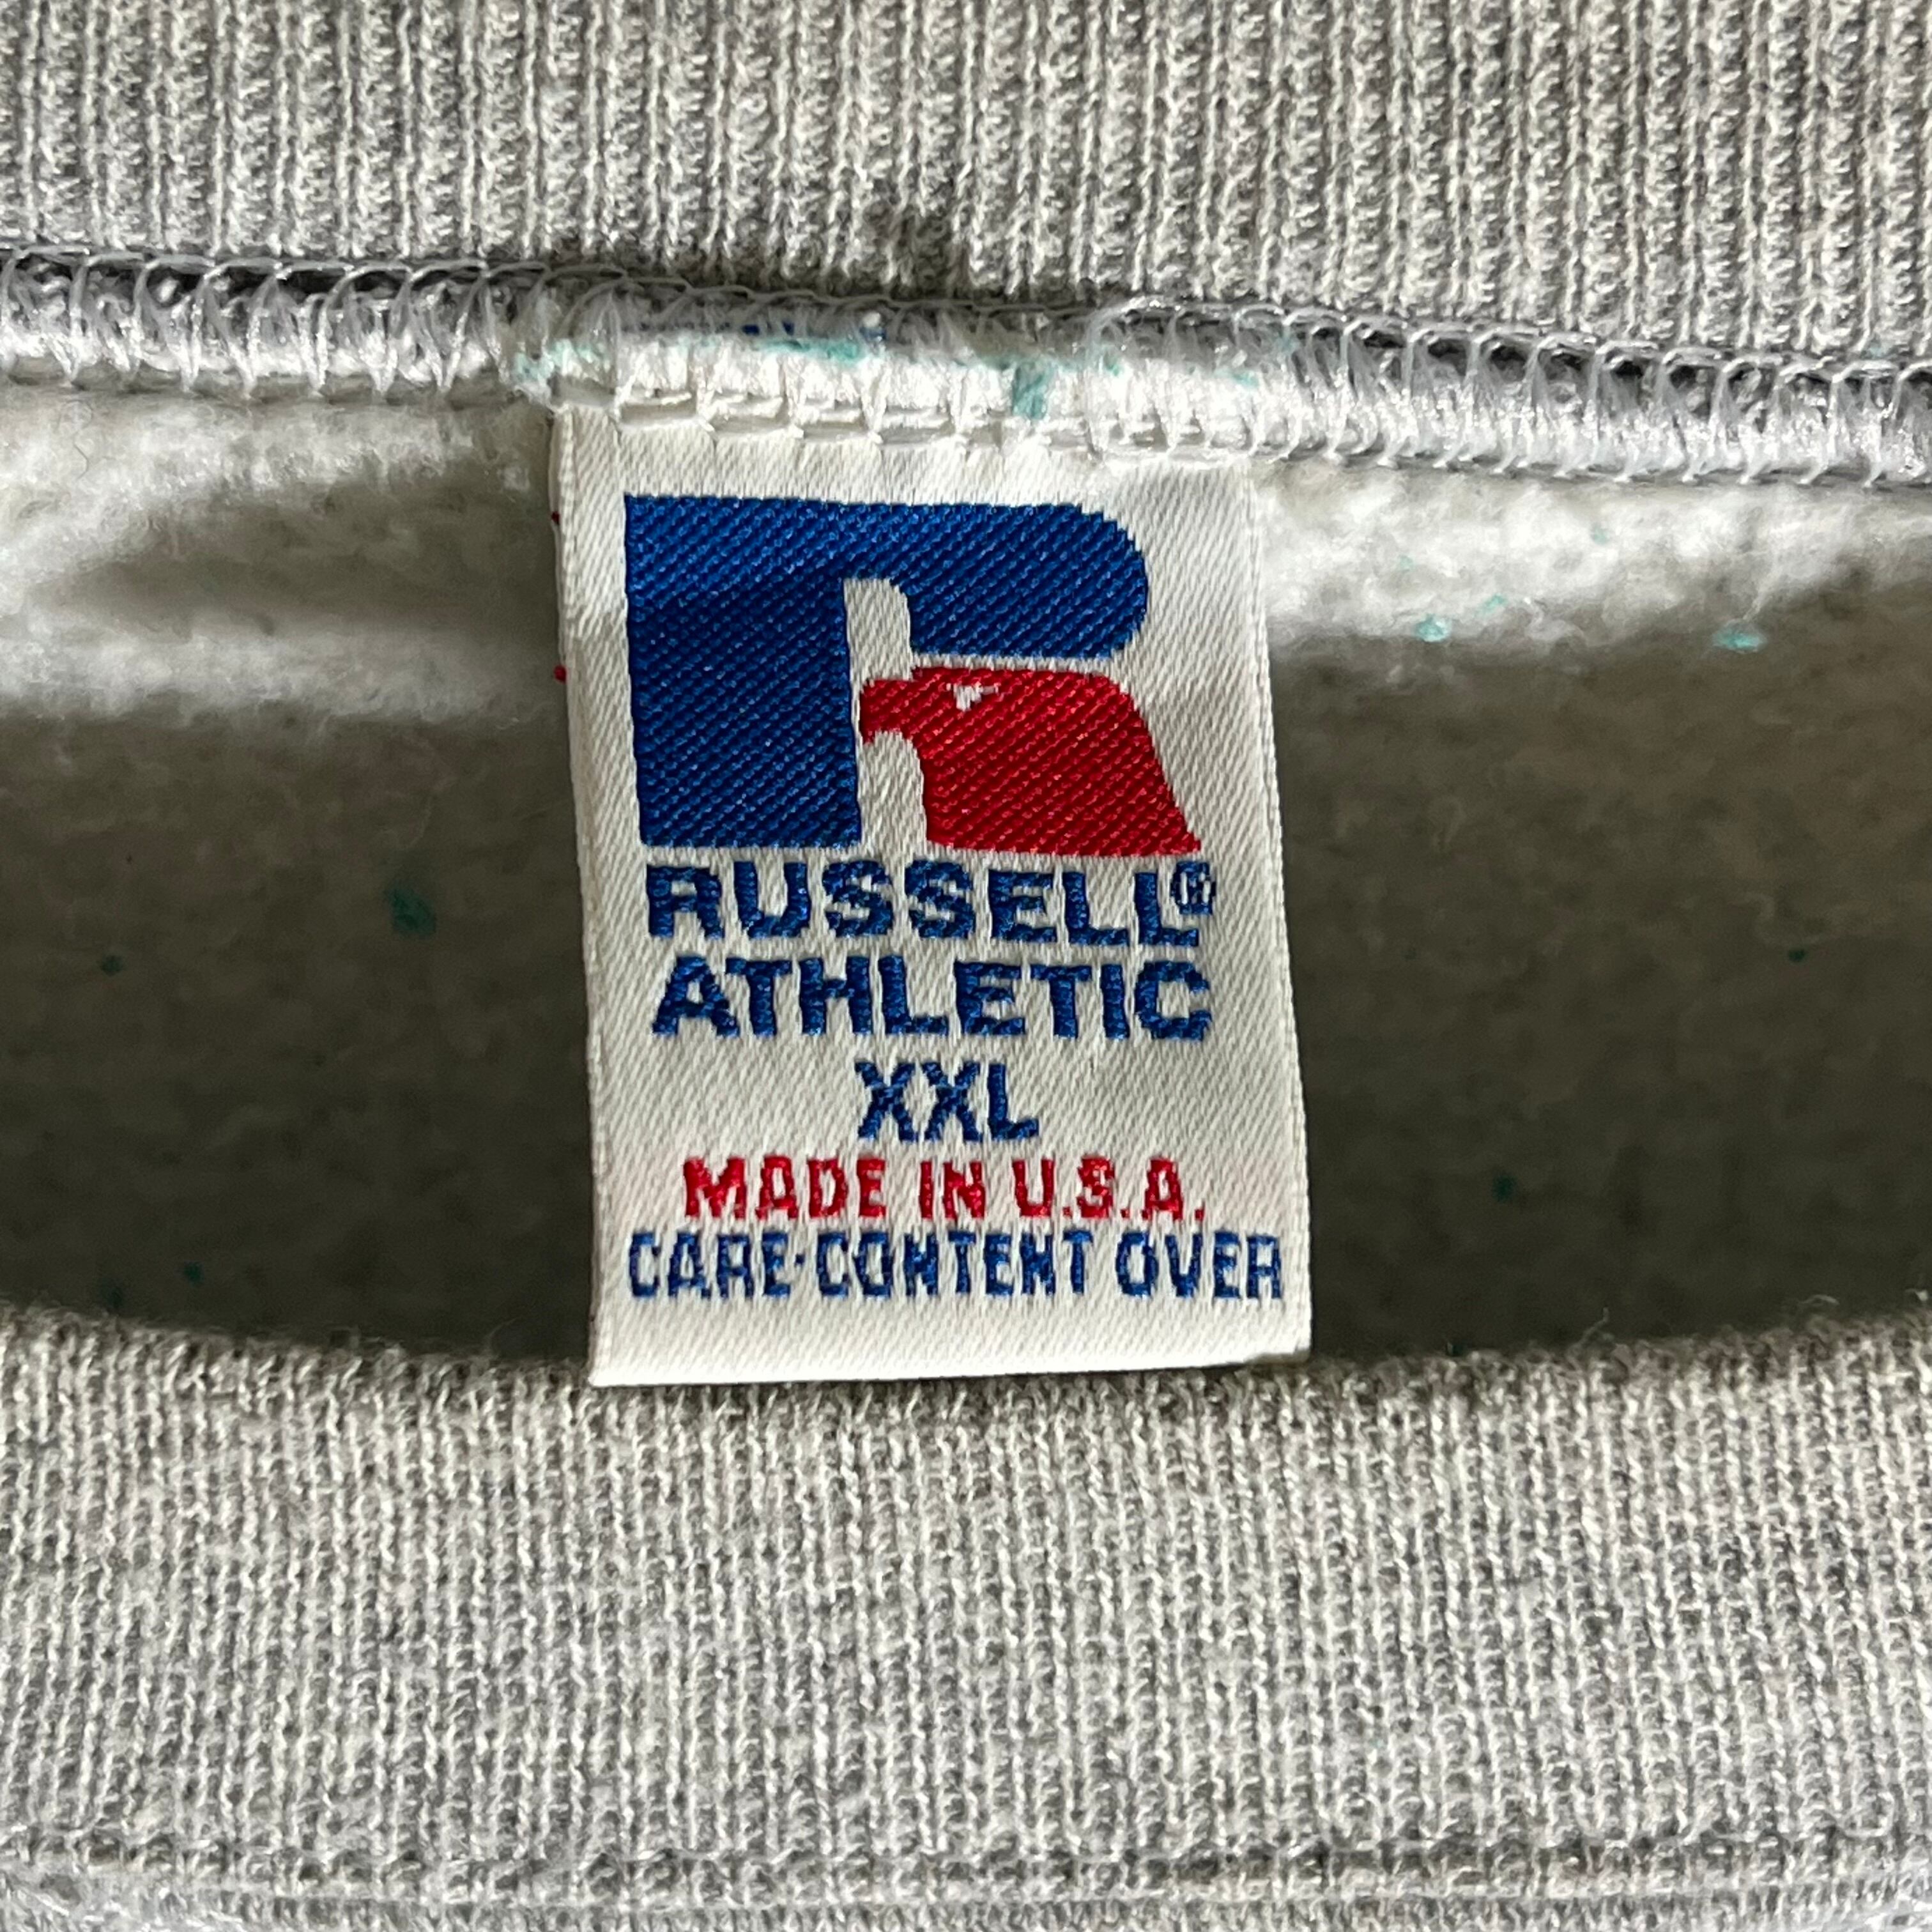 RUSSELL®
ATHLETIC
XXL
MADE IN U.S.A.
CARE·CONTENT OVER